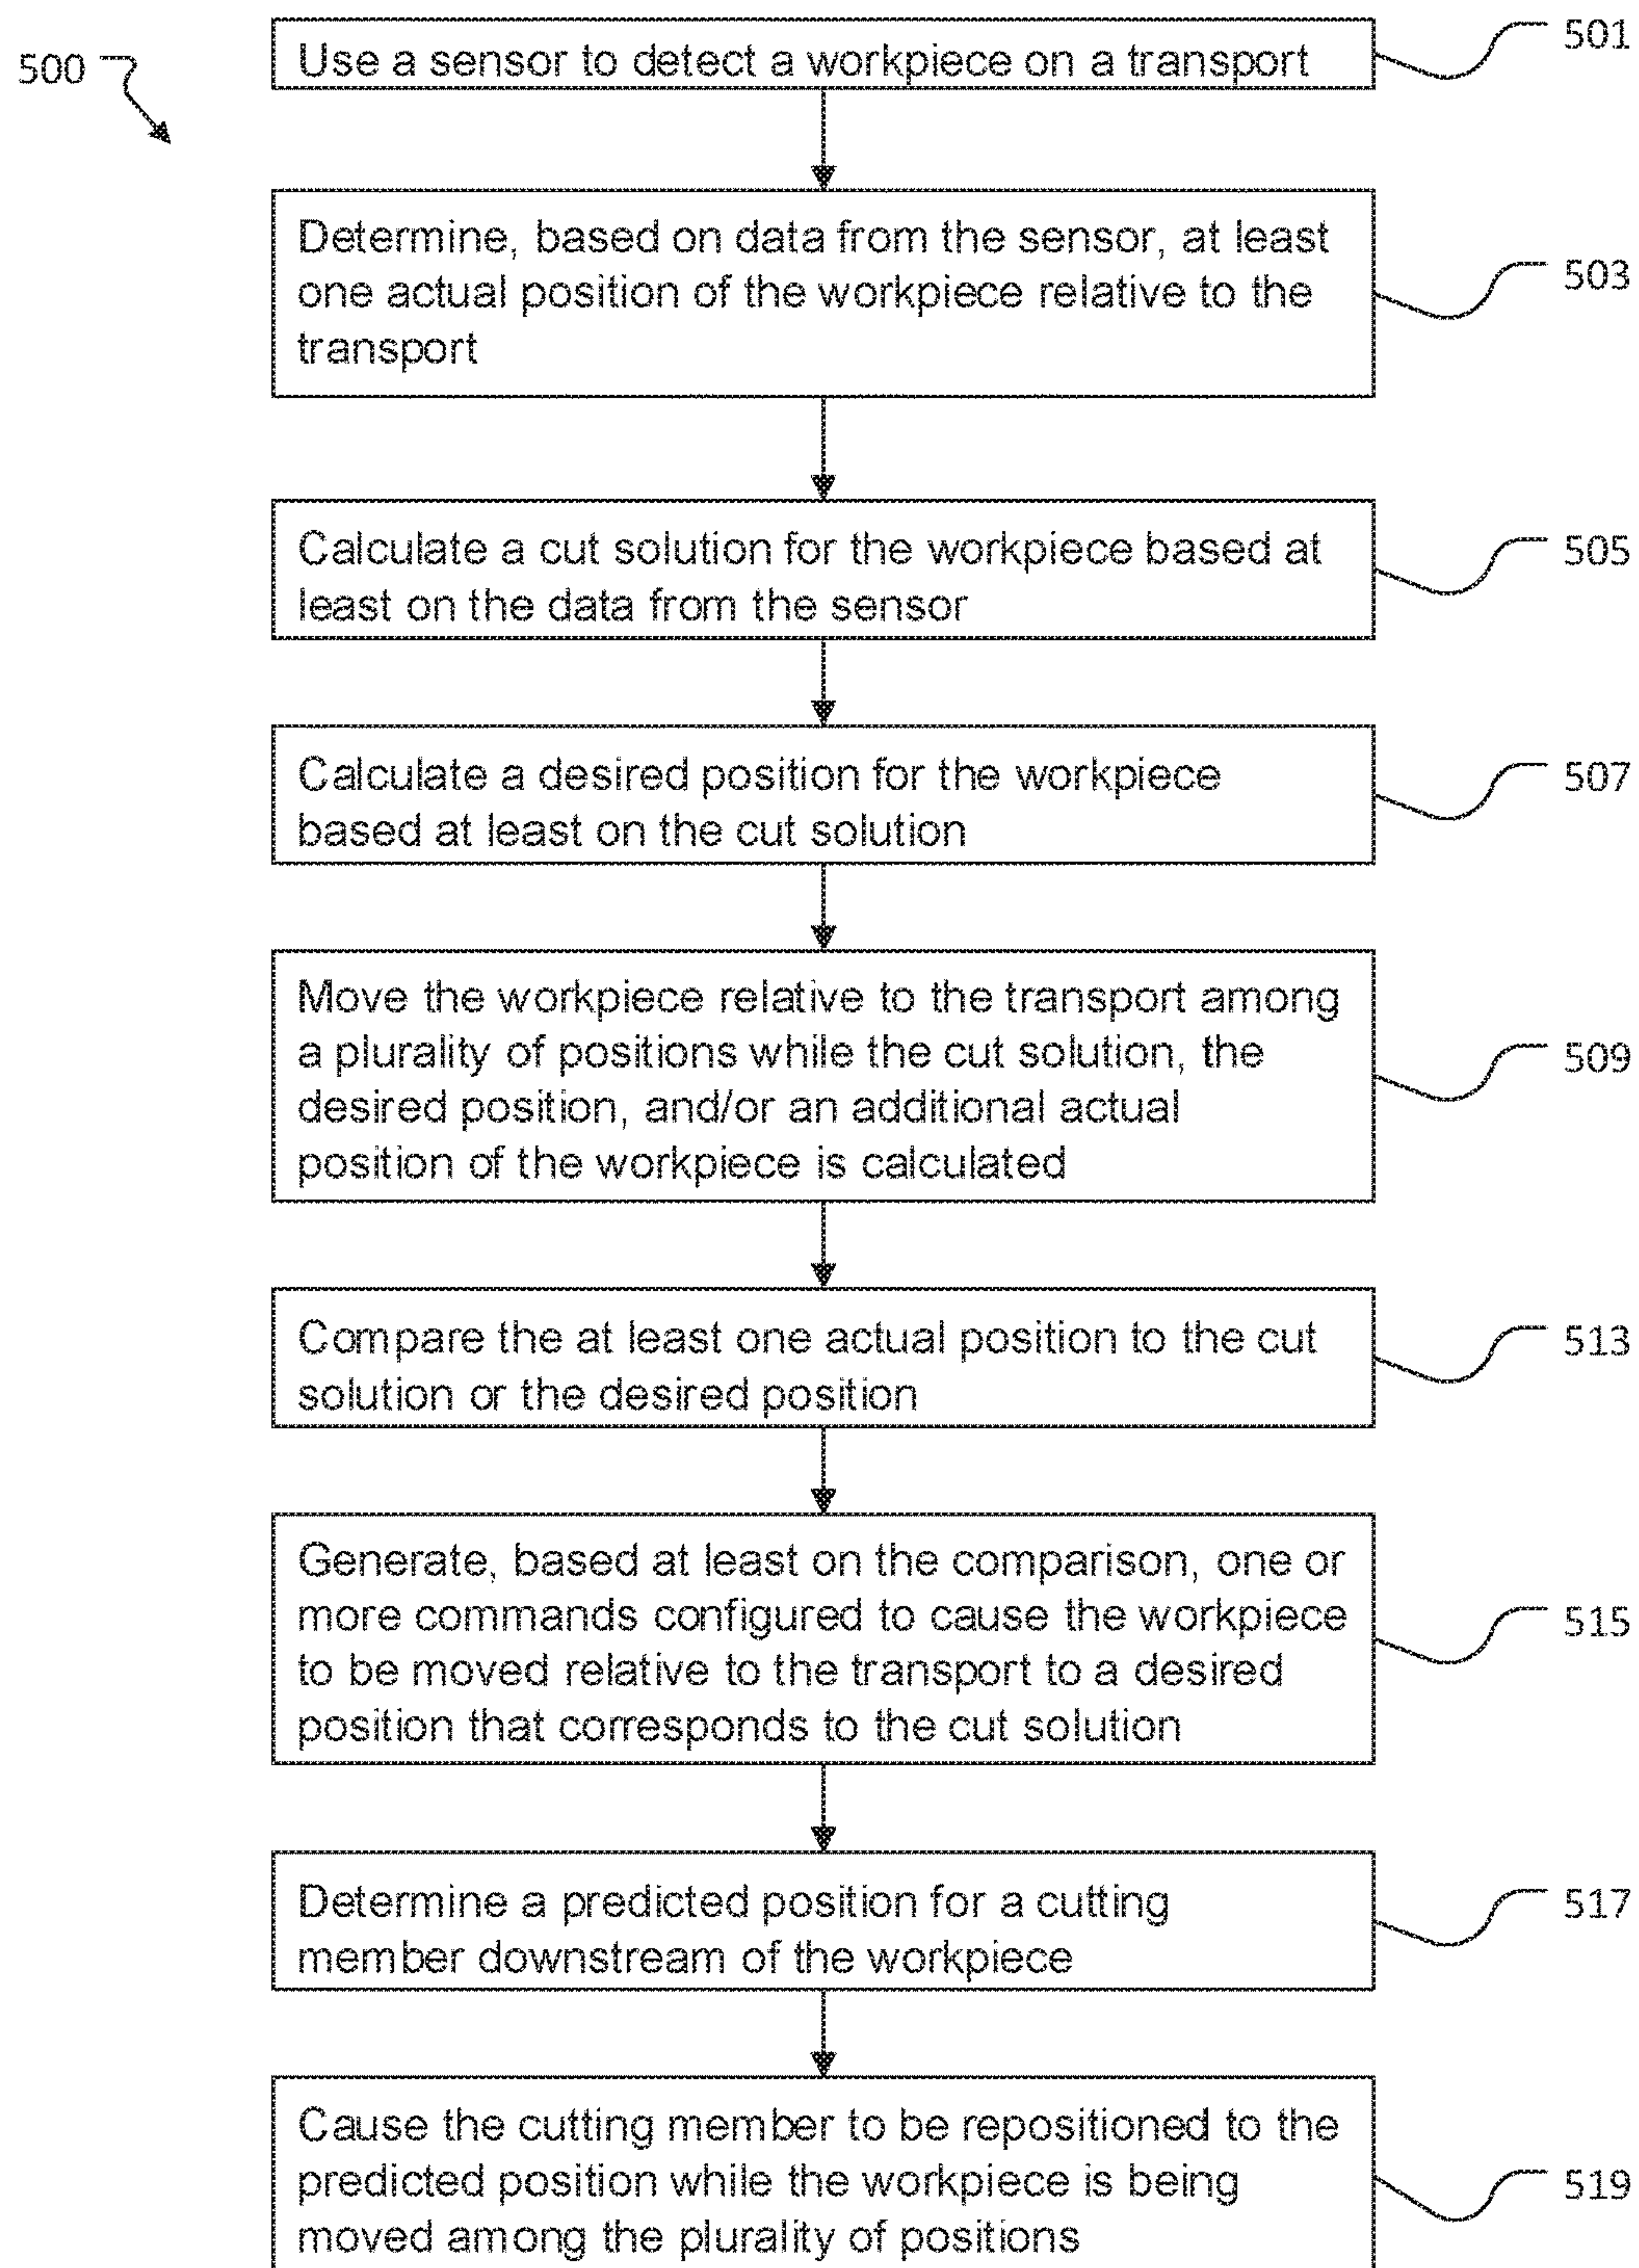 500
Use a sensor to detect a workpiece on a transport
501
Determine, based on data from the sensor, at least
one actual position of the workpiece relative to the
transport
503
Calculate a cut solution for the workpiece based at
least on the data from the sensor
505
Calculate a desired position for the workpiece
based at least on the cut solution
507
Move the workpiece relative to the transport among
a plurality of positions while the cut solution, the
desired position, and/or an additional actual
position of the workpiece is calculated
509
Compare the at least one actual position to the cut
solution or the desired position
513
Generate, based at least on the comparison, one or
more commands configured to cause the workpiece
to be moved relative to the transport to a desired
position that corresponds to the cut solution
515
Determine a predicted position for a cutting
member downstream of the workpiece
517
Cause the cutting member to be repositioned to the
predicted position while the workpiece is being
moved among the plurality of positions
519